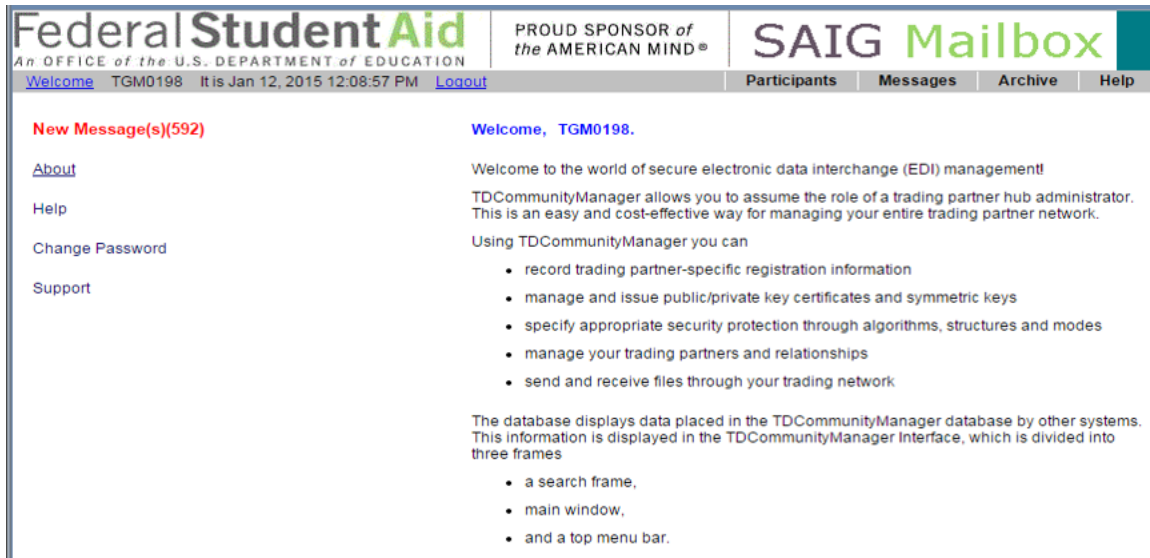 Federal Student Aid
An OFFICE of the U.S. DEPARTMENT of EDUCATION
PROUD SPONSOR of
the AMERICAN MIND®
SAIG Mailbox
Welcome TGM0198 It is Jan 12, 2015 12:08:57 PM Logout
Participants Messages Archive Help
New Message(s)(592)
About
Help
Change Password
Support
Welcome, TGM0198.
Welcome to the world of secure electronic data interchange (EDI) management!
TDCommunityManager allows you to assume the role of a trading partner hub administrator.
This is an easy and cost-effective way for managing your entire trading partner network.
Using TDCommunityManager you can
• record trading partner-specific registration information
• manage and issue public/private key certificates and symmetric keys
• specify appropriate security protection through algorithms, structures and modes
• manage your trading partners and relationships
• send and receive files through your trading network
The database displays data placed in the TDCommunityManager database by other systems.
This information is displayed in the TDCommunityManager Interface, which is divided into
three frames
• a search frame,
• main window,
• and a top menu bar.